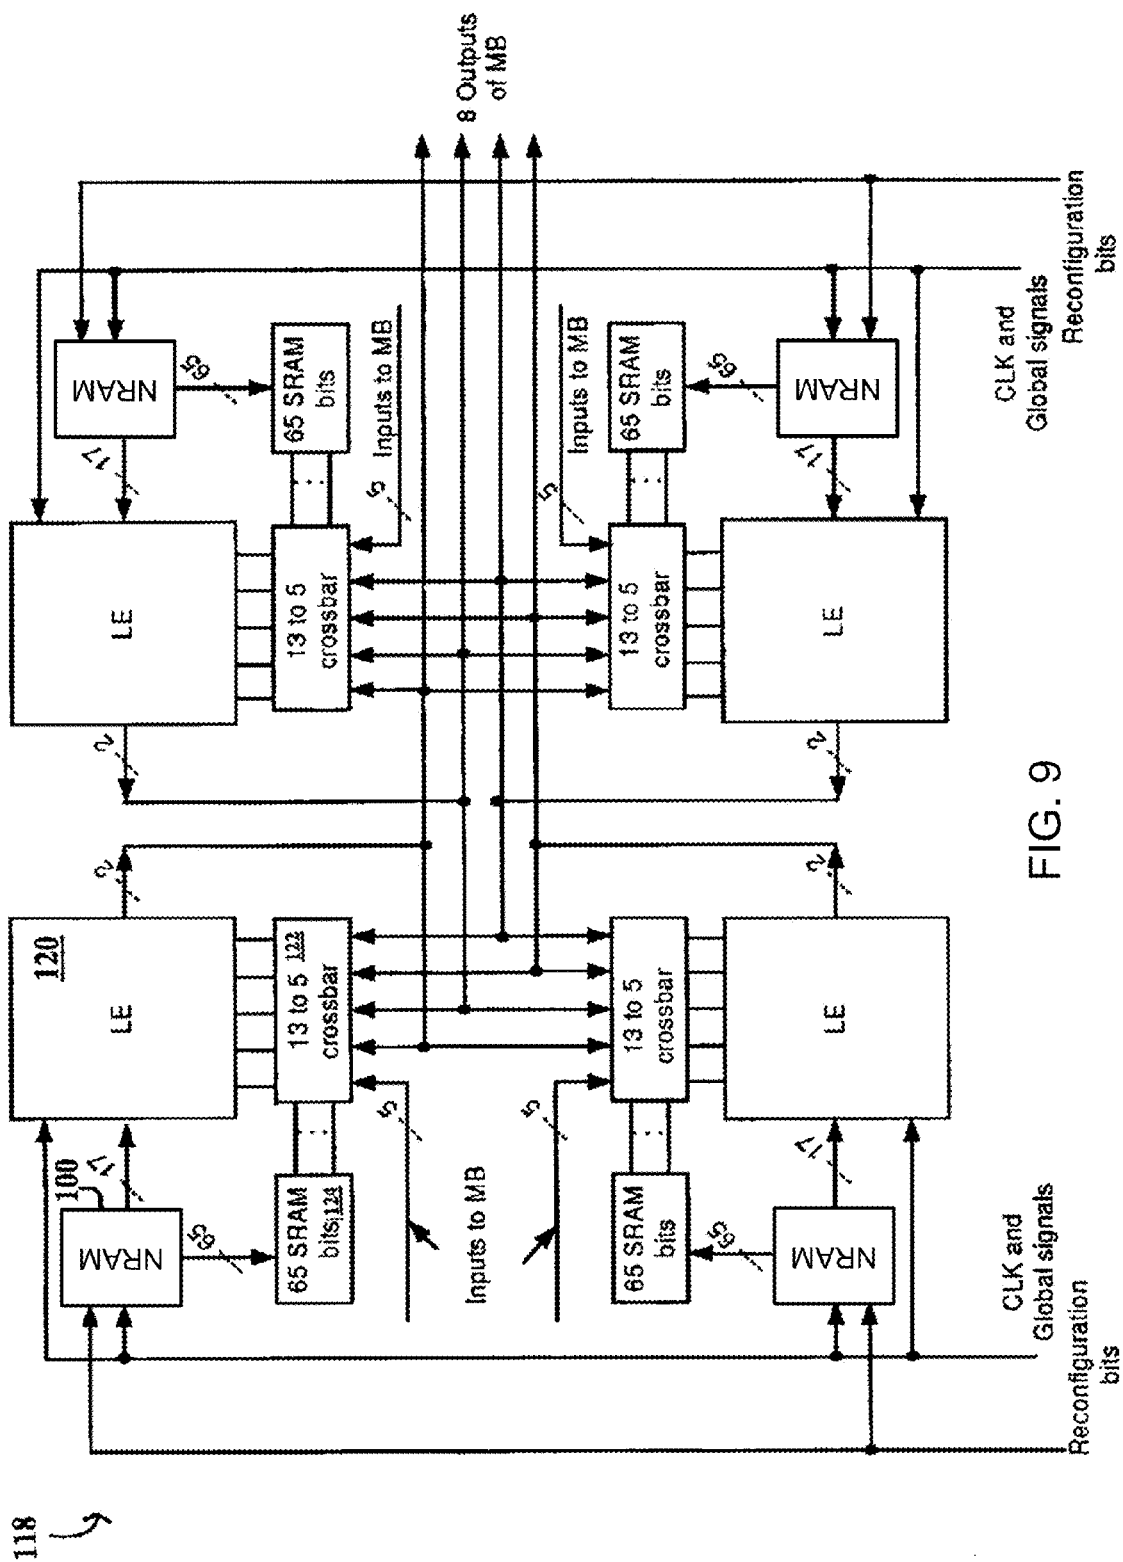 118
120
100
NRAM
17
LE
2
2
LE
17
NRAM
65
65
65 SRAM
bits 124
13 to 5 122
crossbar
13 to 5
crossbar
65 SRAM
bits
5
5
Inputs to MB
Inputs to MB
8 Outputs
of MB
5
5
Inputs to MB
65 SRAM
bits
13 to 5
crossbar
13 to 5
crossbar
65 SRAM
bits
65
65
NRAM
17
LE
2
2
LE
17
NRAM
CLK and
Global signals
Reconfiguration
bits
CLK and
Global signals
Reconfiguration
bits
FIG. 9